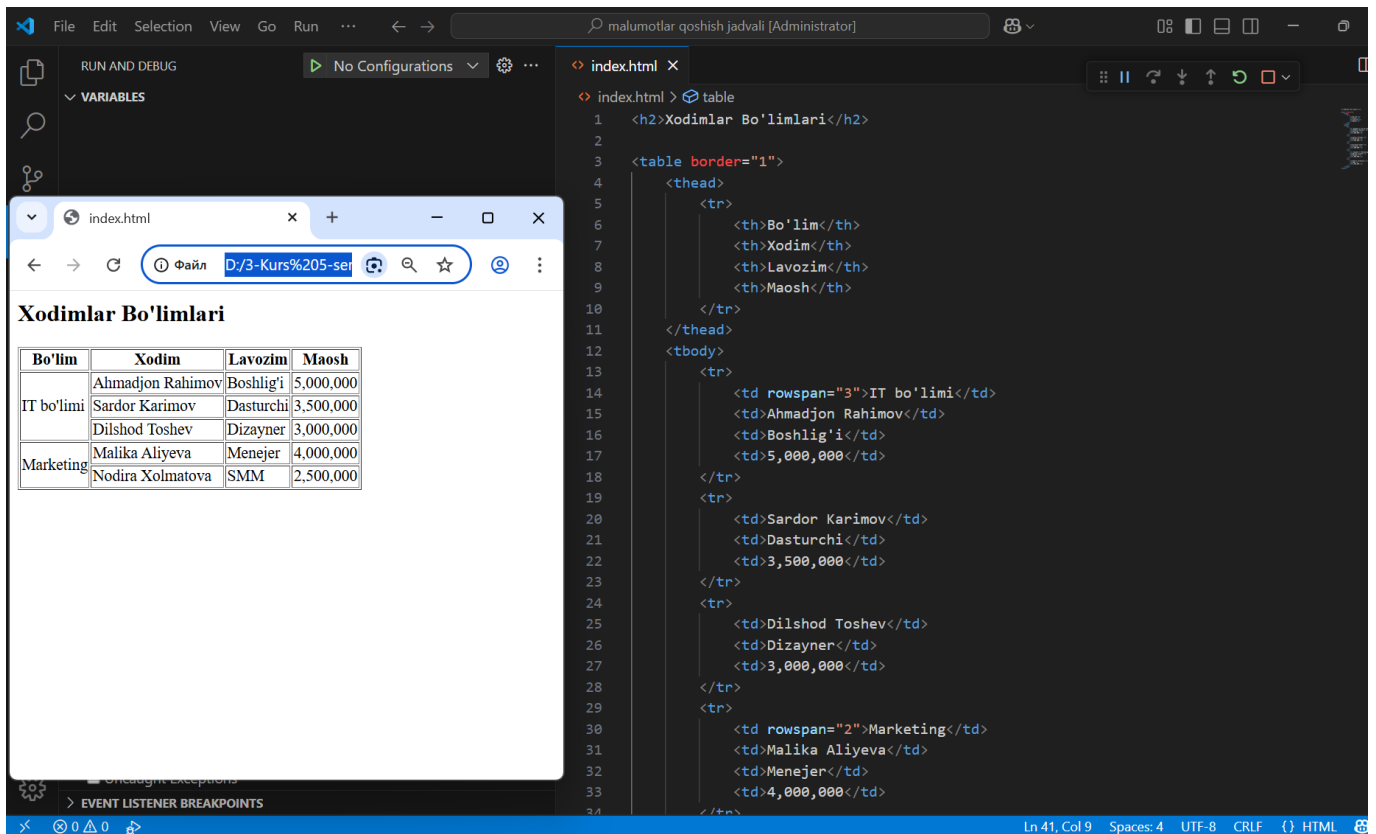 File Edit Selection View Go Run ··· malumotlar qoshish jadvali [Administrator]
RUN AND DEBUG
No Configurations
VARIABLES
index.html
D:/3-Kurs%205-ser
Файл
Xodimlar Bo'limlari
Bo'lim Xodim Lavozim Maosh
IT bo'limi Ahmadjon Rahimov Boshlig'i 5,000,000
Sardor Karimov Dasturchi 3,500,000
Dilshod Toshev Dizayner 3,000,000
Marketing Malika Aliyeva Menejer 4,000,000
Nodira Xolmatova SMM 2,500,000
Uncaught Exceptions
EVENT LISTENER BREAKPOINTS
index.html
index.html > table
1 <h2>Xodimlar Bo'limlari</h2>
2
3 <table border="1">
4 <thead>
5 <tr>
6 <th>Bo'lim</th>
7 <th>Xodim</th>
8 <th>Lavozim</th>
9 <th>Maosh</th>
10 </tr>
11 </thead>
12 <tbody>
13 <tr>
14 <td rowspan="3">IT bo'limi</td>
15 <td>Ahmadjon Rahimov</td>
16 <td>Boshlig'i</td>
17 <td>5,000,000</td>
18 </tr>
19 <tr>
20 <td>Sardor Karimov</td>
21 <td>Dasturchi</td>
22 <td>3,500,000</td>
23 </tr>
24 <tr>
25 <td>Dilshod Toshev</td>
26 <td>Dizayner</td>
27 <td>3,000,000</td>
28 </tr>
29 <tr>
30 <td rowspan="2">Marketing</td>
31 <td>Malika Aliyeva</td>
32 <td>Menejer</td>
33 <td>4,000,000</td>
34 </tr>
0 0 Ln 41, Col 9 Spaces: 4 UTF-8 CRLF {} HTML